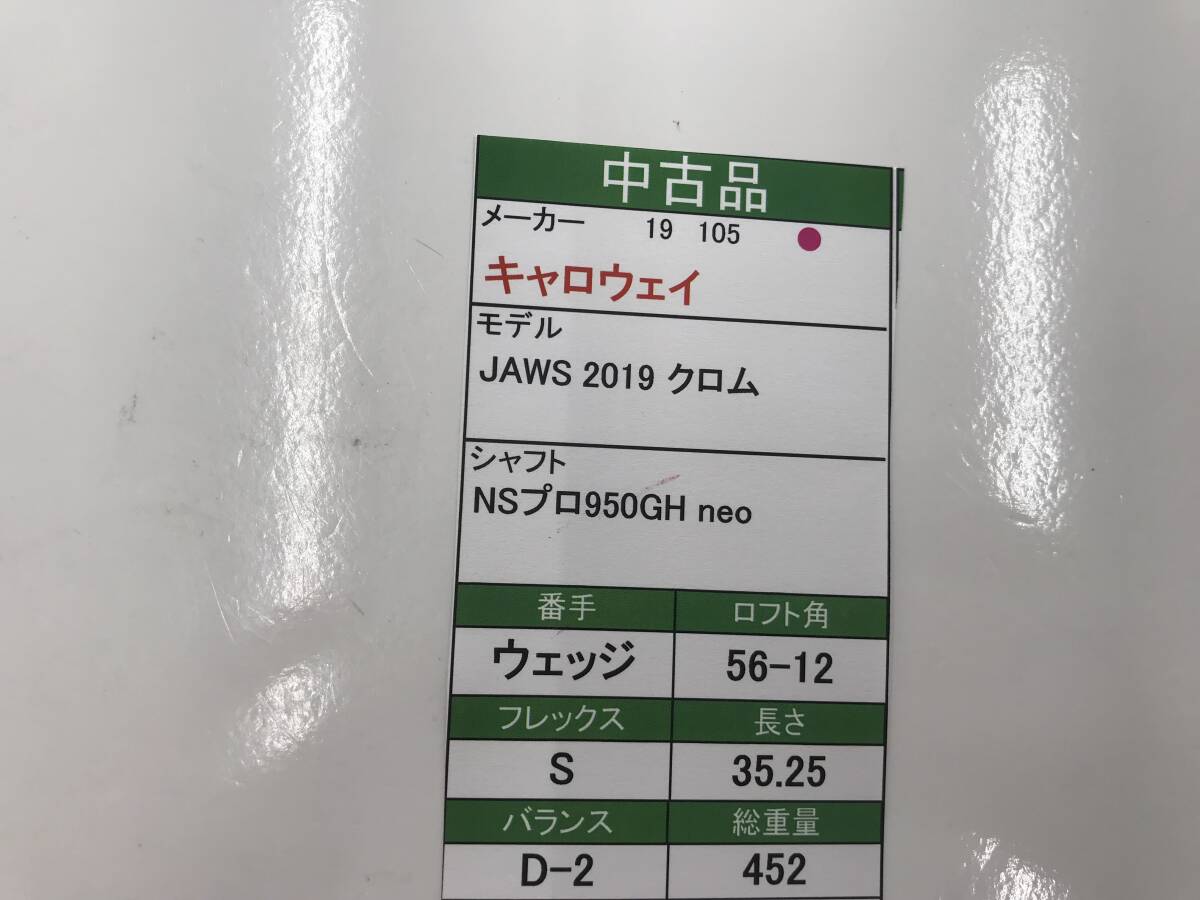 中古品
メーカー 19 105
キャロウェイ
モデル
JAWS 2019 クロム
シャフト
NSプロ950GH neo
番手 ロフト角
ウェッジ 56-12
フレックス 長さ
S 35.25
バランス 総重量
D-2 452